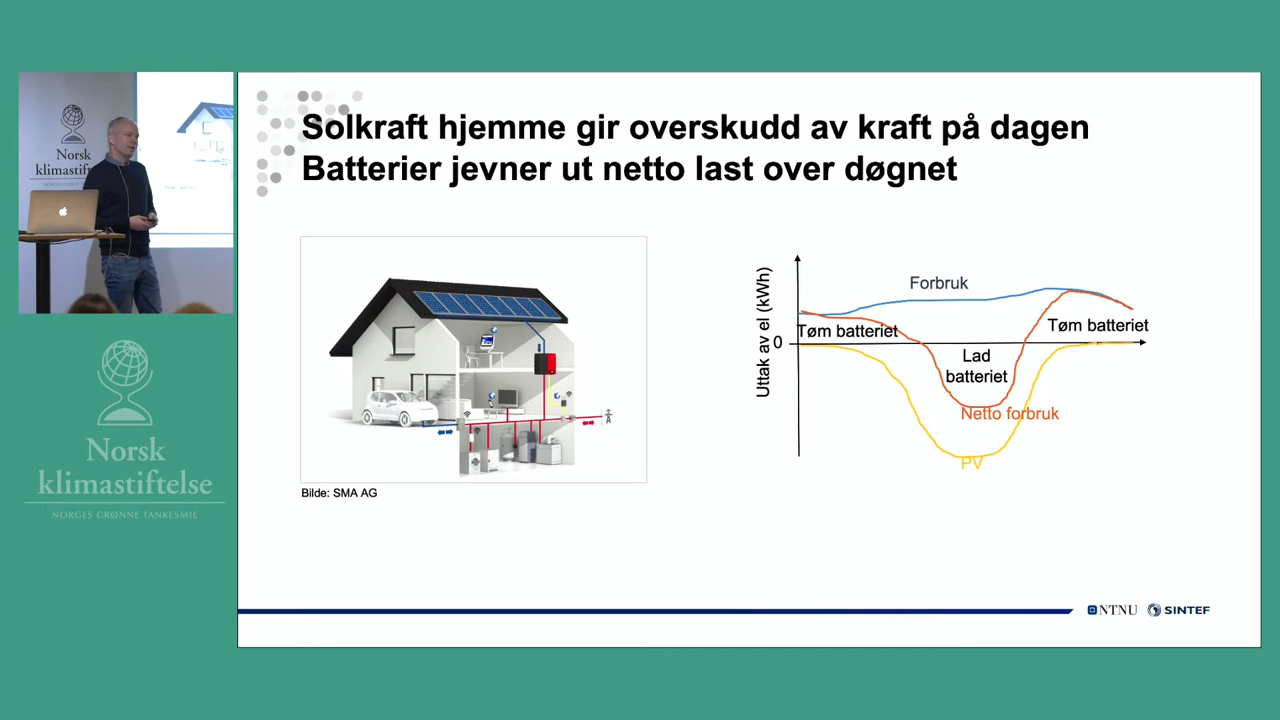 Solkraft hjemme gir overskudd av kraft på dagen
Batterier jevner ut netto last over døgnet
Norsk
klimastift
Bilde: SMA AG
Uttak av el (kWh)
0
Forbruk
Tøm batteriet
Tøm batteriet
Lad
batteriet
Netto forbruk
PV
NTNU
SINTEF
Norsk
klimastiftelse
NORGES GRØNNE TANKESMIE